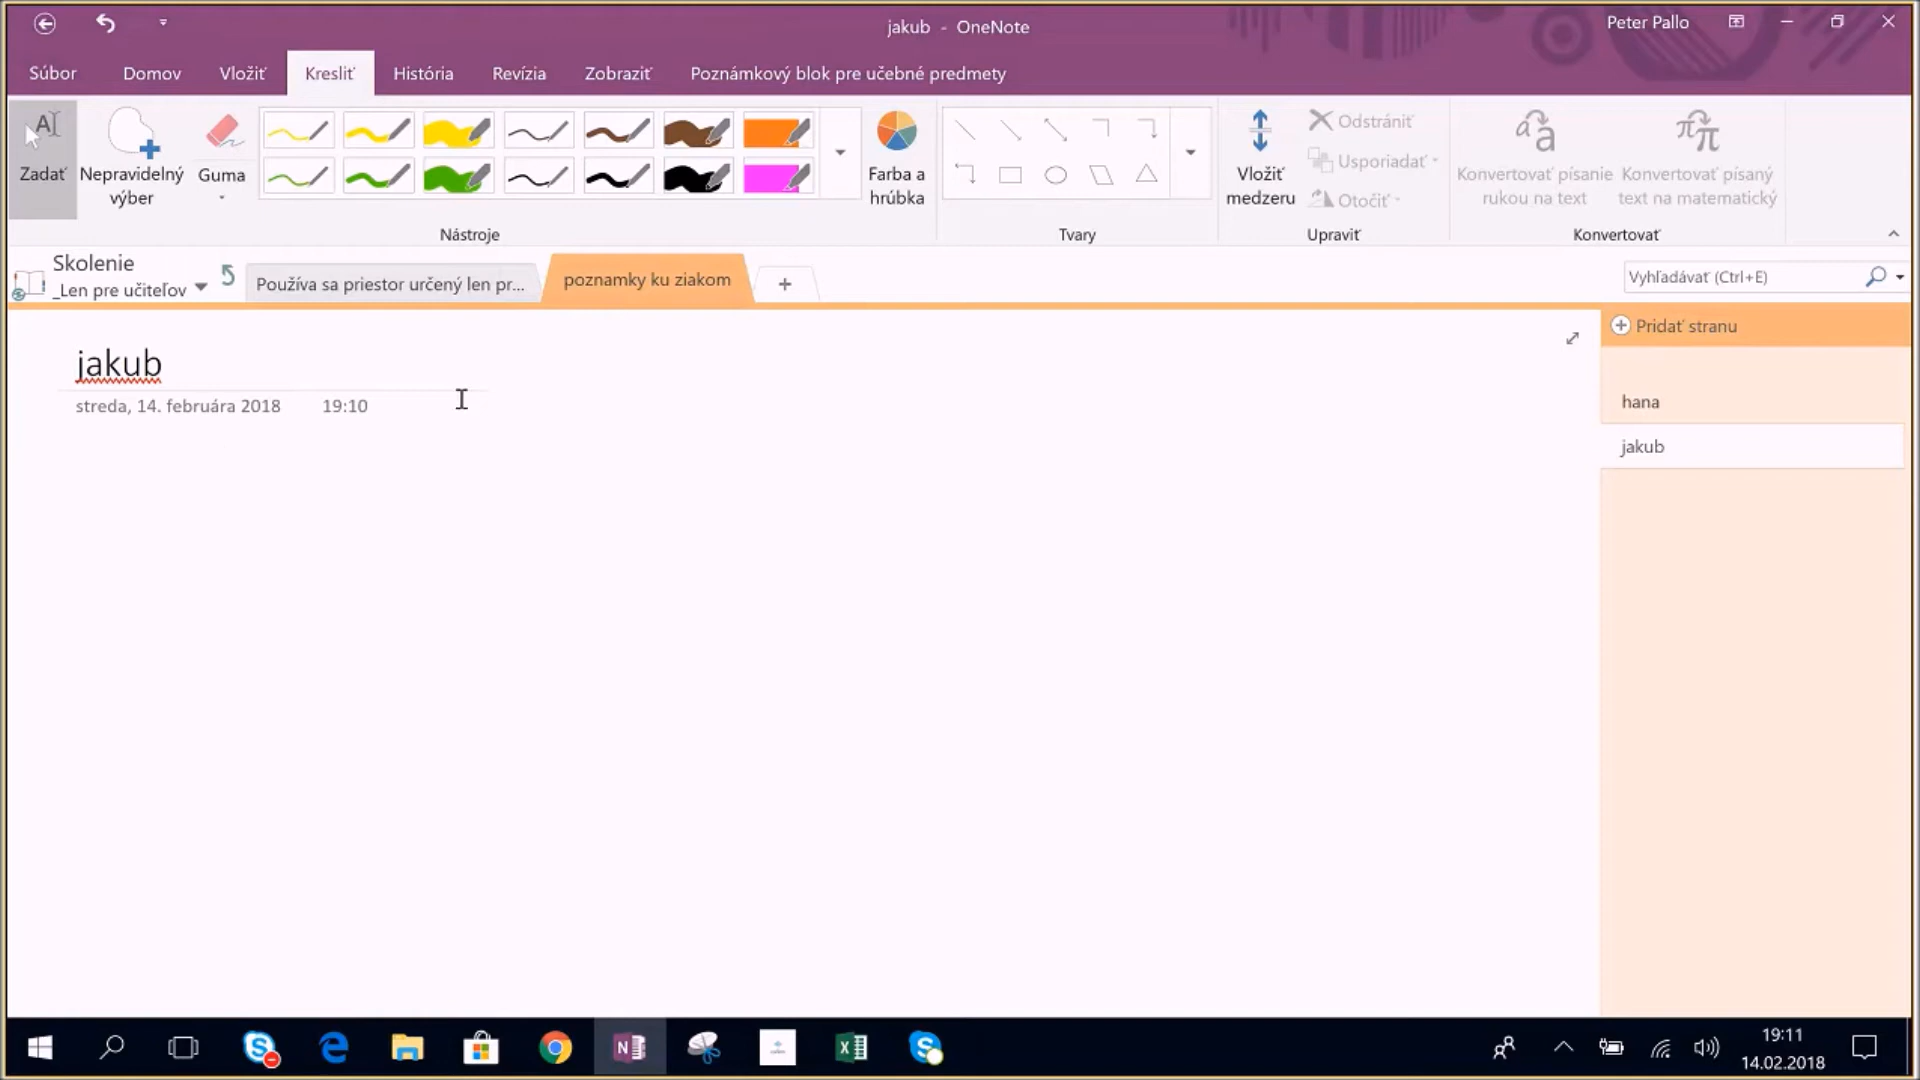 jakub - OneNote
Peter Pallo
Súbor
Domov
Vložiť
Kresliť
História
Revízia
Zobraziť
Poznámkový blok pre učebné predmety
Zadať
Nepravidelný
výber
Guma
Farba a
hrúbka
Nástroje
Tvary
Vložiť
medzeru
Odstrániť
Usporiadať
Otočiť
Upraviť
Konvertovať písanie
rukou na text
Konvertovať písaný
text na matematický
Konvertovať
Skolenie
_Len pre učiteľov
Používa sa priestor určený len pr...
poznamky ku ziakom
Vyhľadávať (Ctrl+E)
Pridať stranu
hana
jakub
jakub
streda, 14. februára 2018 19:10
19:11
14.02.2018